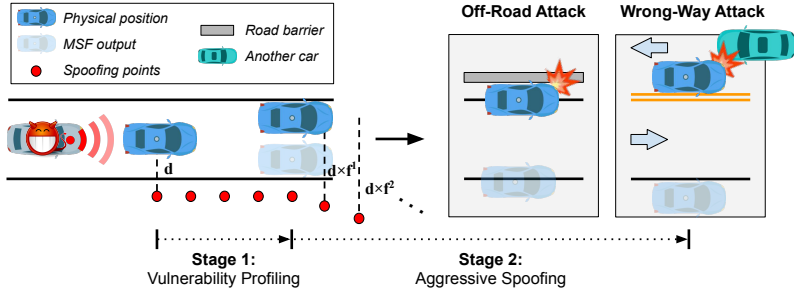 Physical position
MSF output
Spoofing points
Road barrier
Another car
Off-Road Attack
Wrong-Way Attack
d
d×f¹
d×f²
Stage 1:
Vulnerability Profiling
Stage 2:
Aggressive Spoofing